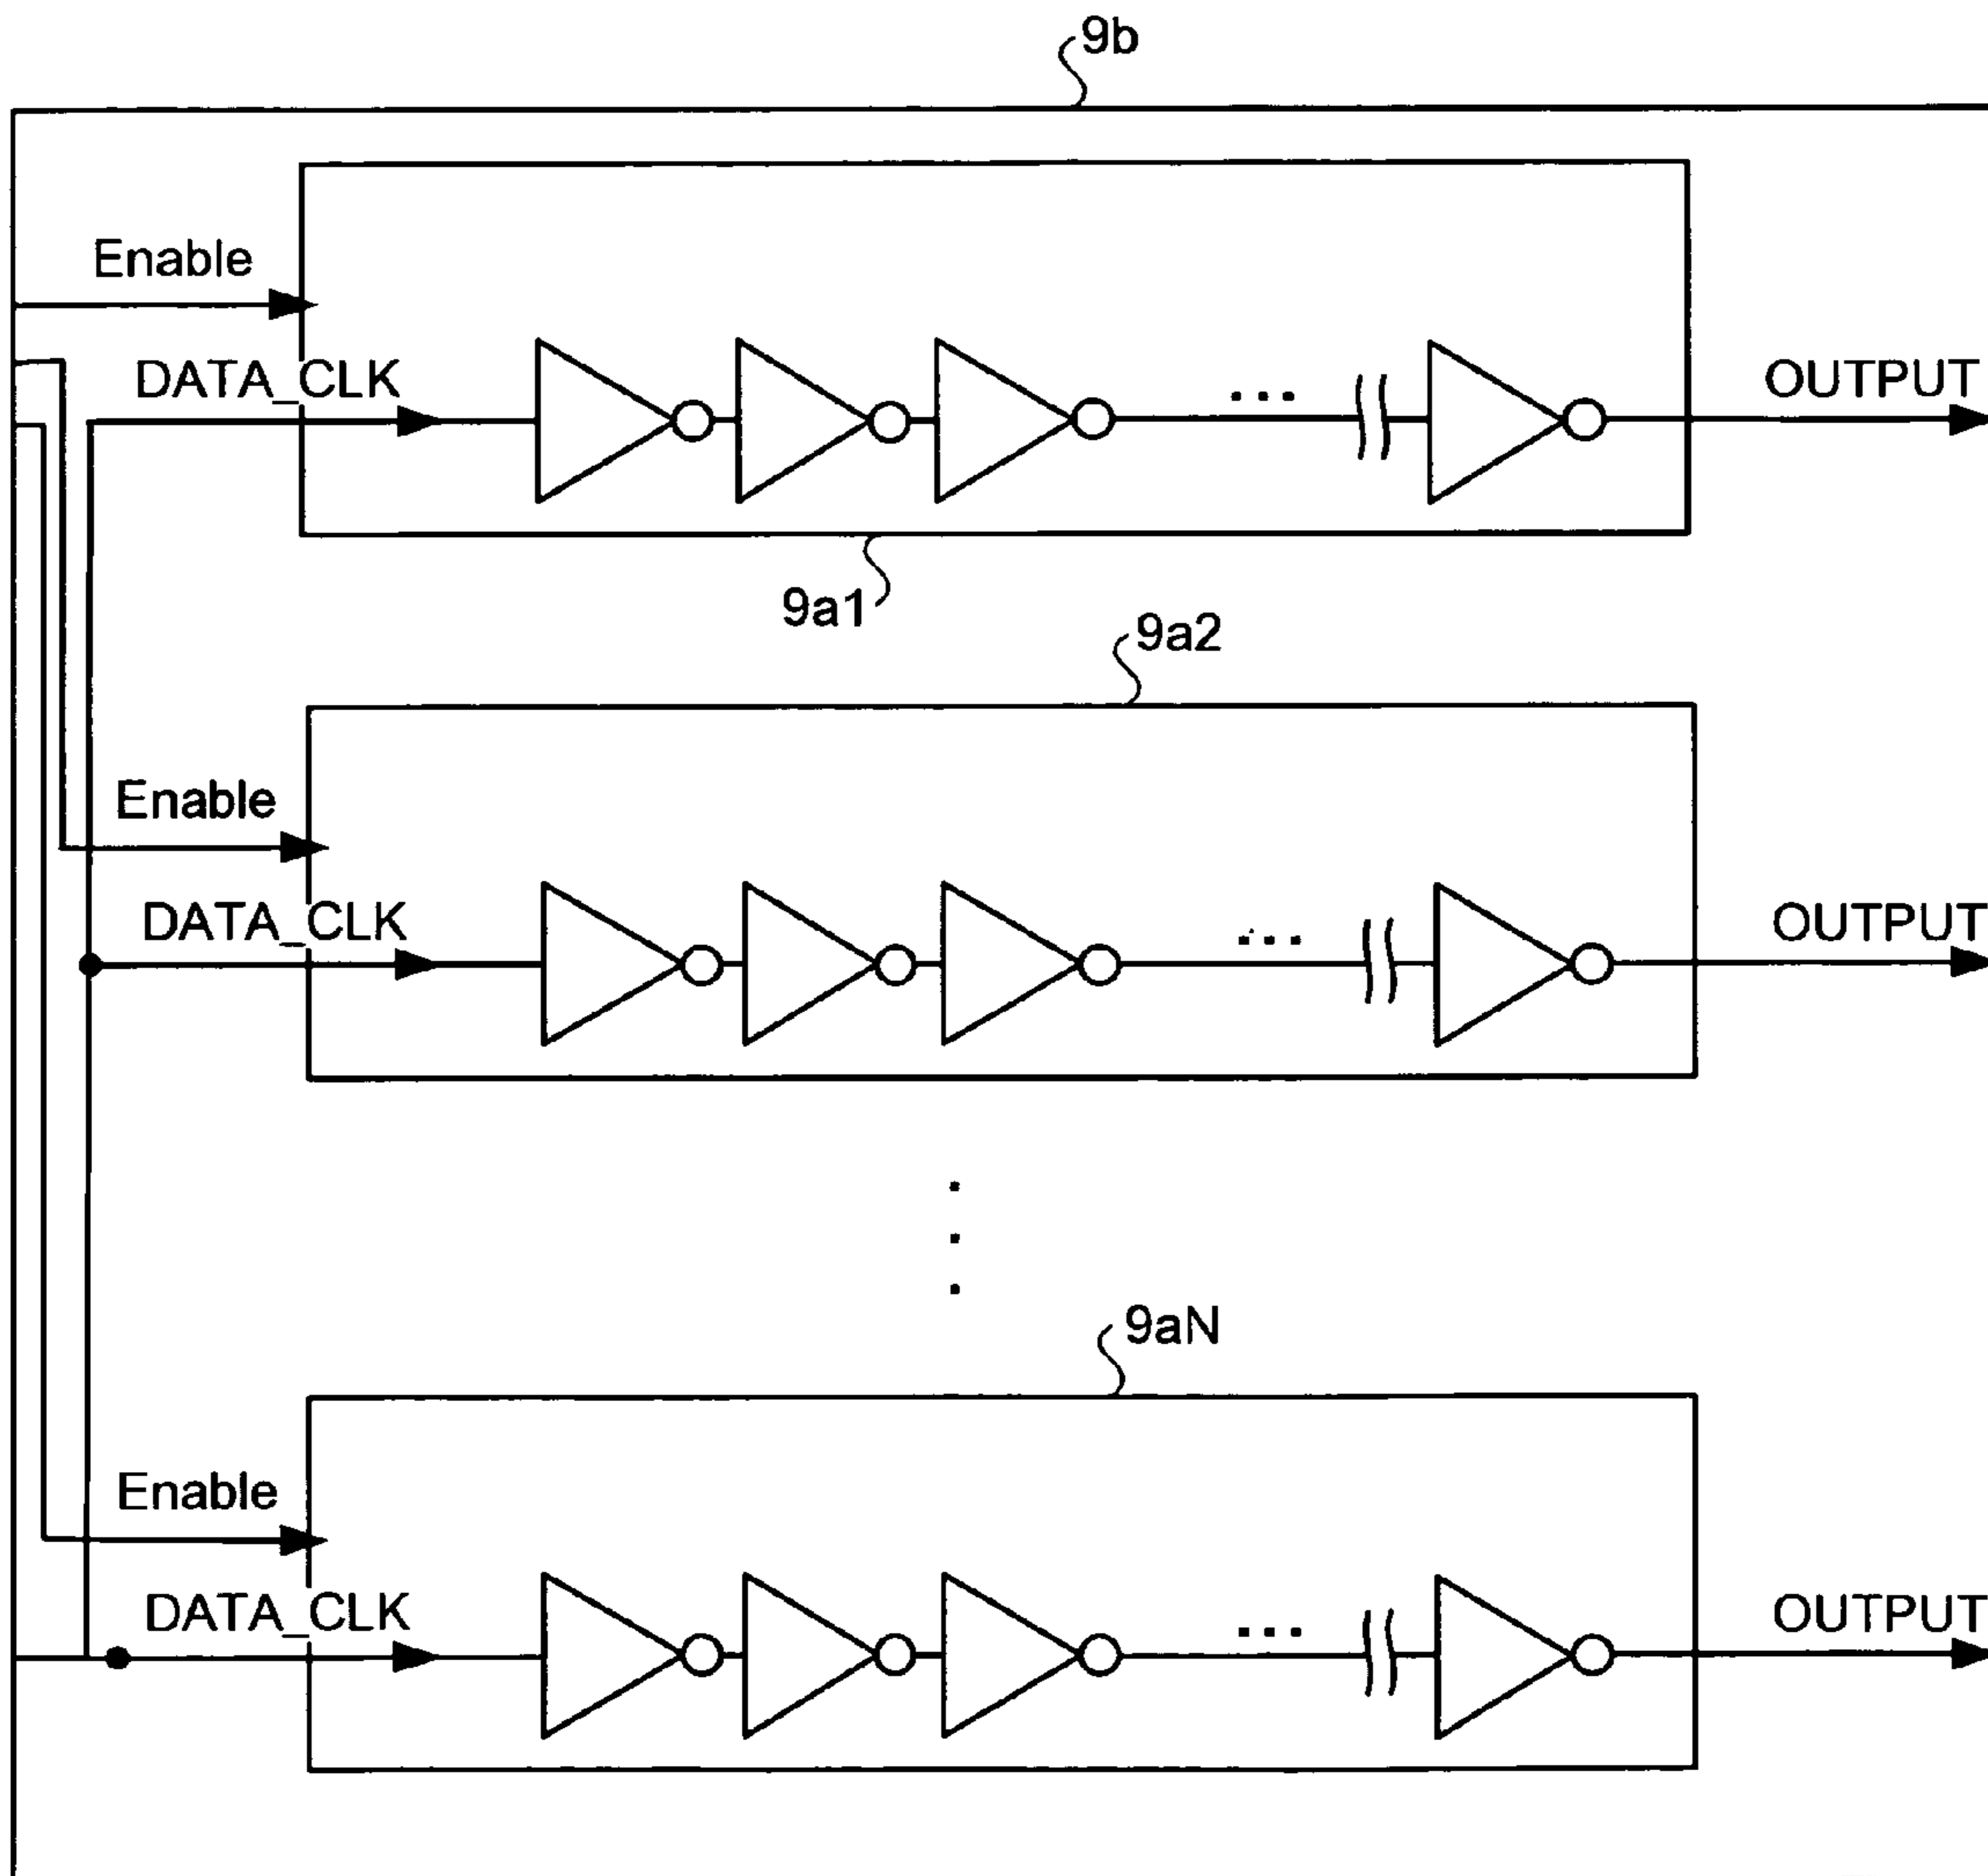 9b
Enable
DATA_CLK
...
OUTPUT
9a1
9a2
Enable
DATA_CLK
...
OUTPUT
9aN
Enable
DATA_CLK
...
OUTPUT